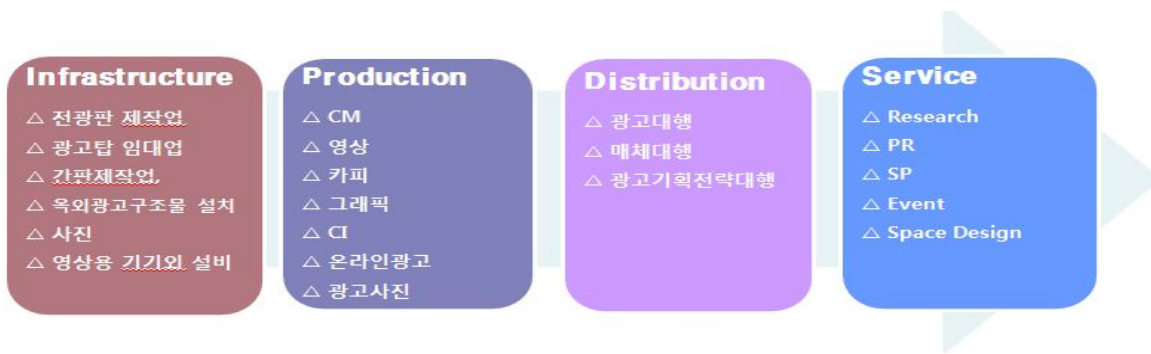 Infrastructure
△ 전광판 제작업
△ 광고탑 임대업
△ 간판제작업,
△ 옥외광고구조물 설치
△ 사진
△ 영상용 기기외 설비
Production
△ CM
△ 영상
△ 카피
△ 그래픽
△ CI
△ 온라인광고
△ 광고사진
Distribution
△ 광고대행
△ 매체대행
△ 광고기획전략대행
Service
△ Research
△ PR
△ SP
△ Event
△ Space Design